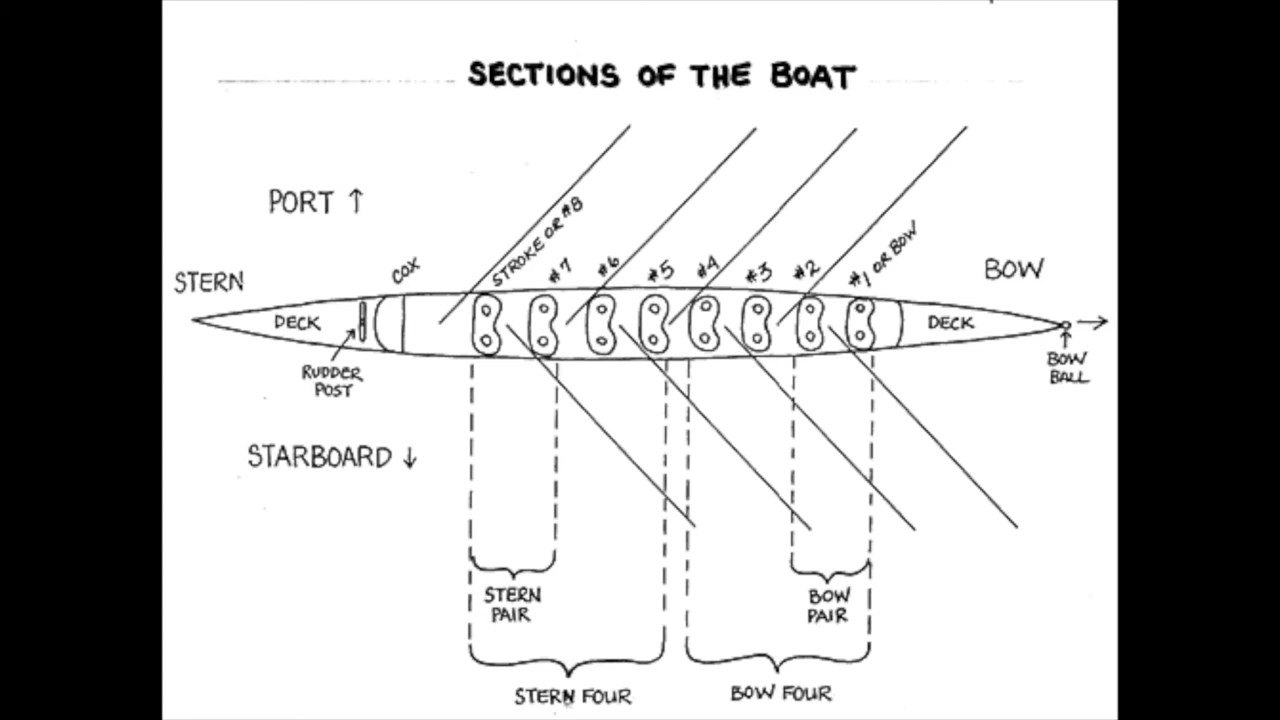 SECTIONS OF THE BOAT
PORT ↑
STERN
COX
STROKE OR #8
#7
#6
#5
#4
#3
#2
#1 OR BOW
BOW
DECK
DECK
RUDDER
POST
BOW
BALL
STARBOARD ↓
STERN
PAIR
BOW
PAIR
STERN FOUR
BOW FOUR